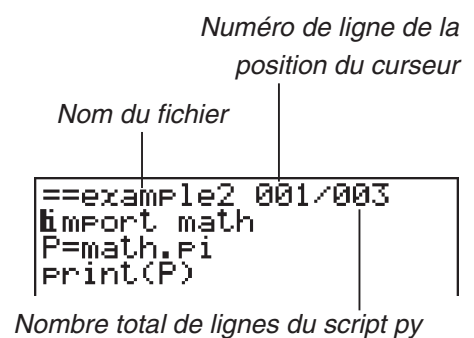 Numéro de ligne de la
position du curseur
Nom du fichier
==example2 001/003
import math
P=math.pi
print(P)
Nombre total de lignes du script py